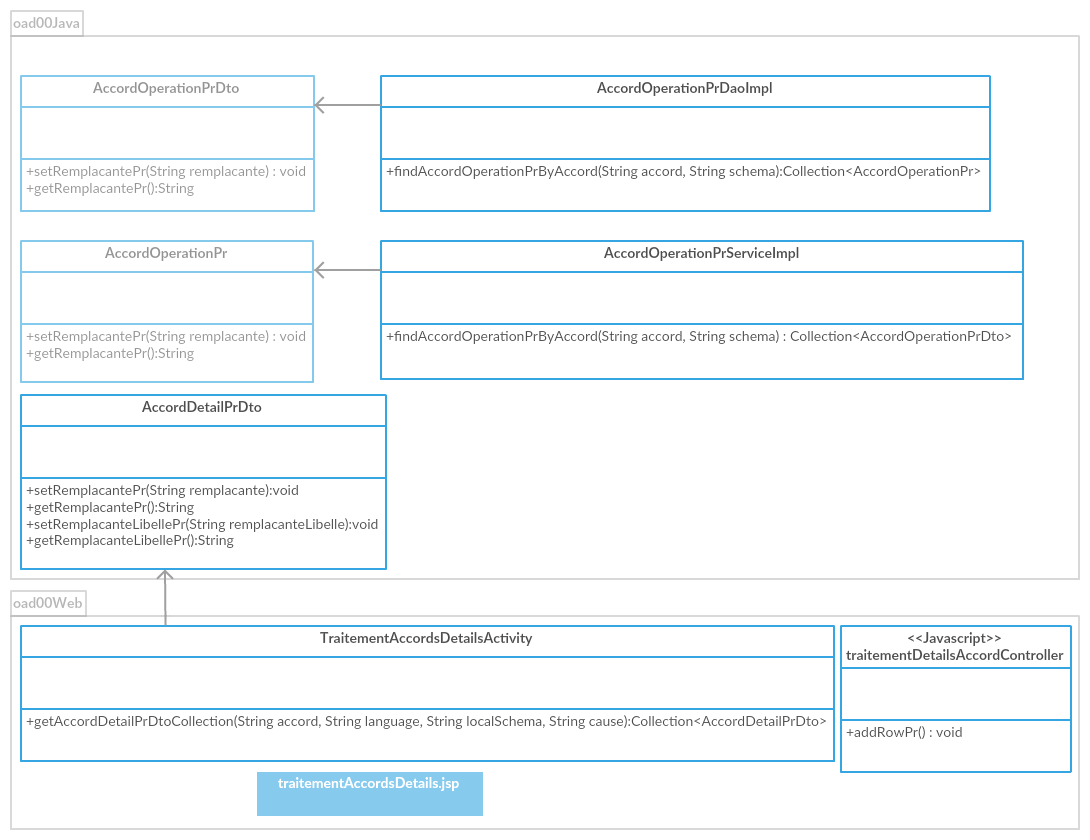 oad00Java
AccordOperationPrDto
+setRemplacantePr(String remplacante) : void
+getRemplacantePr():String
AccordOperationPrDaoImpl
+findAccordOperationPrByAccord(String accord, String schema):Collection<AccordOperationPr>
AccordOperationPr
+setRemplacantePr(String remplacante) : void
+getRemplacantePr():String
AccordOperationPrServiceImpl
+findAccordOperationPrByAccord(String accord, String schema) : Collection<AccordOperationPrDto>
AccordDetailPrDto
+setRemplacantePr(String remplacante):void
+getRemplacantePr():String
+setRemplacanteLibellePr(String remplacanteLibelle):void
+getRemplacanteLibellePr():String
oad00Web
TraitementAccordsDetailsActivity
+getAccordDetailPrDtoCollection(String accord, String language, String localSchema, String cause):Collection<AccordDetailPrDto>
<<Javascript>>
traitementDetailsAccordController
+addRowPr() : void
traitementAccordsDetails.jsp